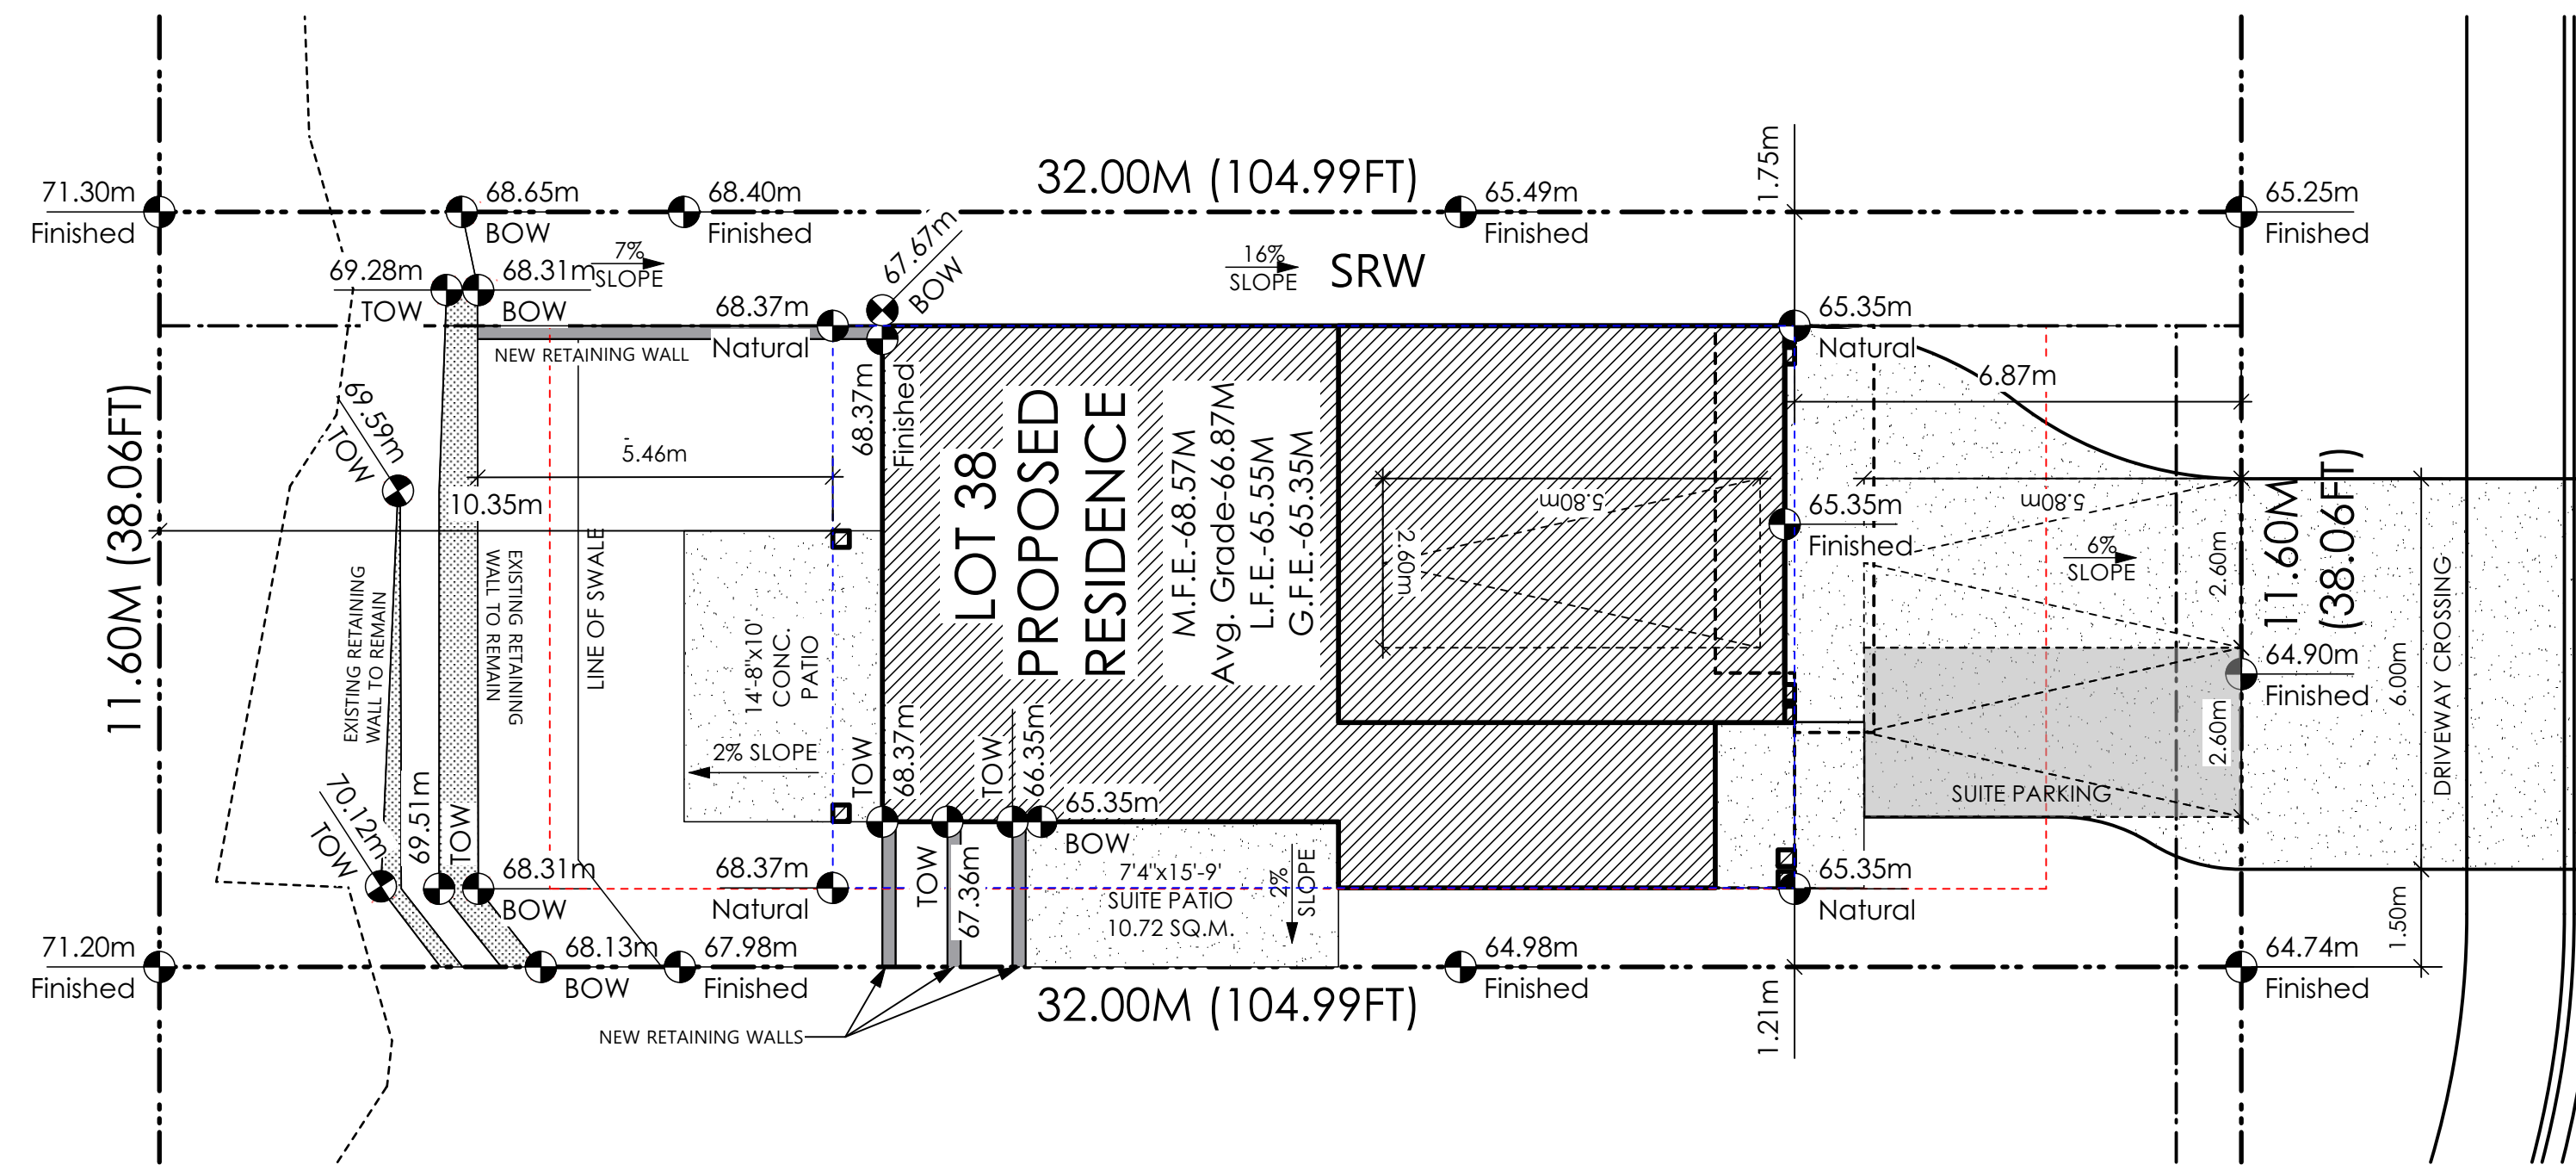 32.00M (104.99FT)
1.75m
71.30m
Finished
68.65m
BOW
68.40m
Finished
65.49m
Finished
65.25m
Finished
67.67m
BOW
7%
SLOPE
16%
SLOPE
SRW
69.28m
TOW
68.31m
BOW
68.37m
Natural
65.35m
Natural
NEW RETAINING WALL
68.37m
Finished
6.87m
69.59m
TOW
5.46m
10.35m
11.60M (38.06FT)
LOT 38
PROPOSED
RESIDENCE
M.F.E.-68.57M
Avg. Grade-66.87M
L.F.E.-65.55M
G.F.E.-65.35M
5.80m
2.60m
5.80m
65.35m
Finished
6%
SLOPE
2.60m
11.60M
(38.06FT)
EXISTING RETAINING
WALL TO REMAIN
EXISTING RETAINING
WALL TO REMAIN
LINE OF SWALE
14'-8"x10'
CONC.
PATIO
2% SLOPE
64.90m
Finished
6.00m
DRIVEWAY CROSSING
2.60m
SUITE PARKING
TOW
68.37m
TOW
66.35m
65.35m
BOW
70.12m
TOW
69.51m
TOW
68.31m
BOW
68.37m
Natural
TOW
67.36m
7'4"x15'-9'
SUITE PATIO
10.72 SQ.M.
2%
SLOPE
65.35m
Natural
1.50m
71.20m
Finished
68.13m
BOW
67.98m
Finished
64.98m
Finished
64.74m
Finished
32.00M (104.99FT)
1.21m
NEW RETAINING WALLS